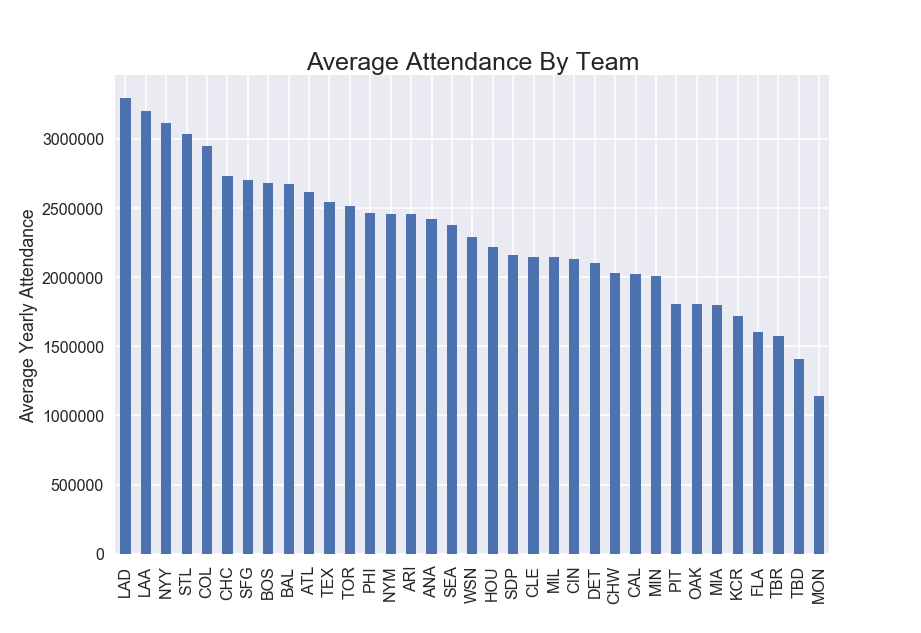 Average Attendance By Team
Average Yearly Attendance
3000000
2500000
2000000
1500000
1000000
500000
0
LAD LAA NYY STL COL CHC SFG BOS BAL ATL TEX TOR PHI NYM ARI ANA SEA WSN HOU SDP CLE MIL CIN DET CHW CAL MIN PIT OAK MIA KCR FLA TBR TBD MON